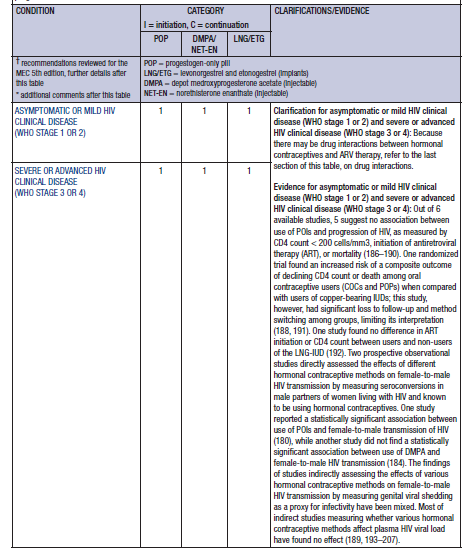 CONDITION
CATEGORY
I = initiation, C = continuation
CLARIFICATIONS/EVIDENCE
POP
DMPA/
NET-EN
LNG/ETG
† recommendations reviewed for the
MEC 5th edition, further details after
this table
* additional comments after this table
POP = progestogen-only pill
LNG/ETG = levonorgestrel and etonogestrel (implants)
DMPA = depot medroxyprogesterone acetate (injectable)
NET-EN = norethisterone enanthate (injectable)
ASYMPTOMATIC OR MILD HIV
CLINICAL DISEASE
(WHO STAGE 1 OR 2)
1
1
1
Clarification for asymptomatic or mild HIV clinical
disease (WHO stage 1 or 2) and severe or advanced
HIV clinical disease (WHO stage 3 or 4): Because
there may be drug interactions between hormonal
contraceptives and ARV therapy, refer to the last
section of this table, on drug interactions.
SEVERE OR ADVANCED HIV
CLINICAL DISEASE
(WHO STAGE 3 OR 4)
1
1
1
Evidence for asymptomatic or mild HIV clinical
disease (WHO stage 1 or 2) and severe or advanced
HIV clinical disease (WHO stage 3 or 4): Out of 6
available studies, 5 suggest no association between
use of POIs and progression of HIV, as measured by
CD4 count < 200 cells/mm3, initiation of antiretroviral
therapy (ART), or mortality (186–190). One randomized
trial found an increased risk of a composite outcome
of declining CD4 count or death among oral
contraceptive users (COCs and POPs) when compared
with users of copper-bearing IUDs; this study,
however, had significant loss to follow-up and method
switching among groups, limiting its interpretation
(188, 191). One study found no difference in ART
initiation or CD4 count between users and non-users
of the LNG-IUD (192). Two prospective observational
studies directly assessed the effects of different
hormonal contraceptive methods on female-to-male
HIV transmission by measuring seroconversions in
male partners of women living with HIV and known
to be using hormonal contraceptives. One study
reported a statistically significant association between
use of POIs and female-to-male transmission of HIV
(180), while another study did not find a statistically
significant association between use of DMPA and
female-to-male HIV transmission (184). The findings
of studies indirectly assessing the effects of various
hormonal contraceptive methods on female-to-male
HIV transmission by measuring genital viral shedding
as a proxy for infectivity have been mixed. Most of
indirect studies measuring whether various hormonal
contraceptive methods affect plasma HIV viral load
have found no effect (189, 193–207).